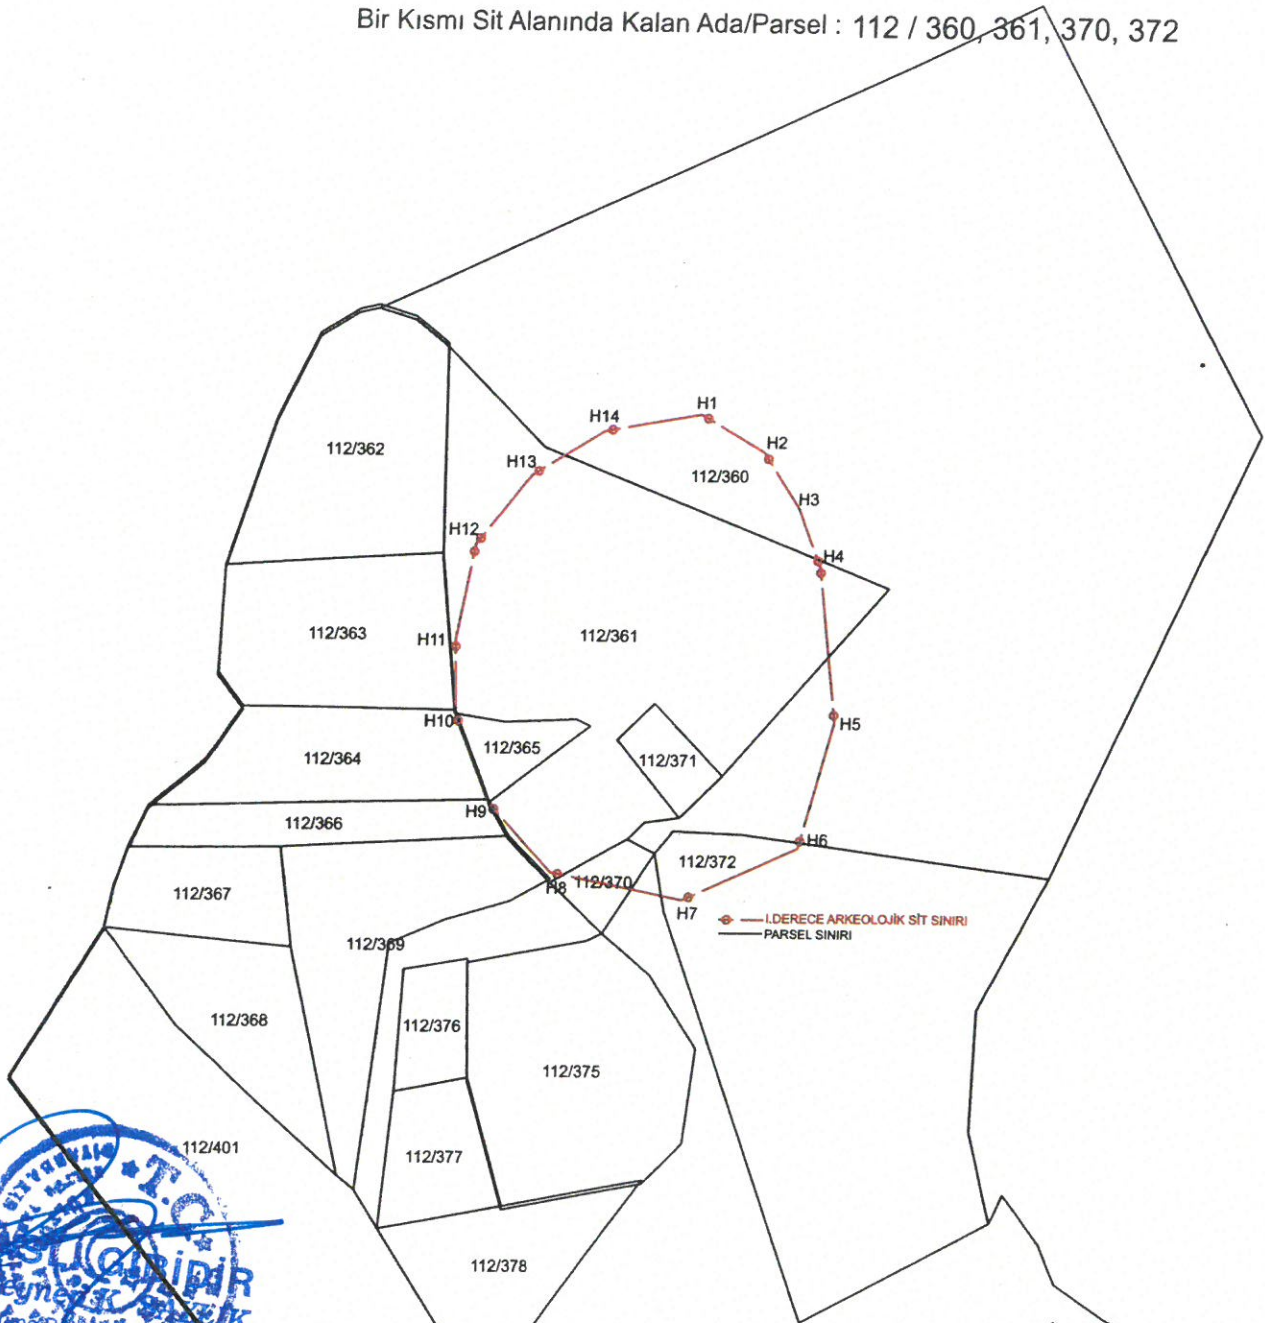 Bir Kısmı Sit Alanında Kalan Ada/Parsel : 112 / 360, 361, 370, 372
H14
H1
H2
H13
112/362
112/360
H3
H12
H4
112/363
H11
112/361
H10
H5
112/365
112/364
112/371
H9
112/366
H6
112/372
H8
112/370
112/367
H7
I.DERECE ARKEOLOJİK SİT SINIRI
PARSEL SINIRI
112/369
112/368
112/376
112/375
112/401
112/377
T.C.
112/378